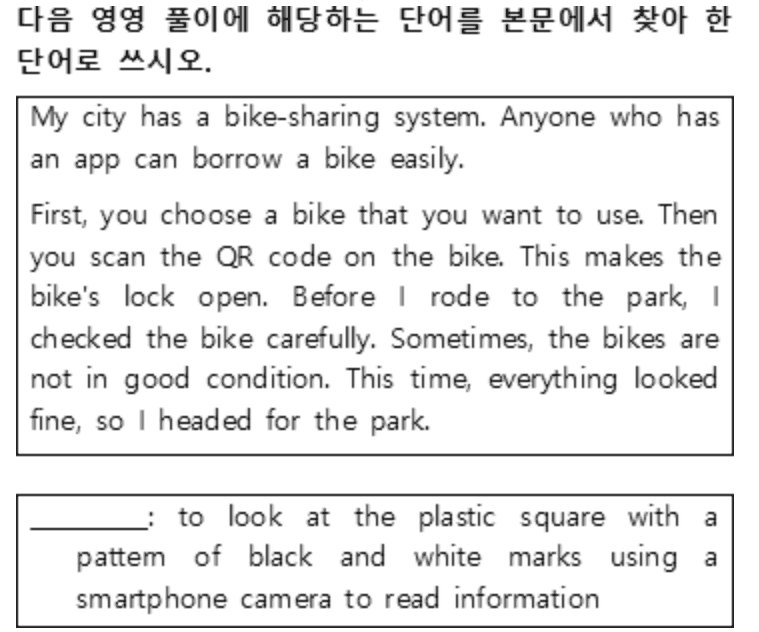 다음 영영 풀이에 해당하는 단어를 본문에서 찾아 한
단어로 쓰시오.
My city has a bike-sharing system. Anyone who has
an app can borrow a bike easily.
First, you choose a bike that you want to use. Then
you scan the QR code on the bike. This makes the
bike's lock open. Before I rode to the park, I
checked the bike carefully. Sometimes, the bikes are
not in good condition. This time, everything looked
fine, so I headed for the park.
________: to look at the plastic square with a
pattern of black and white marks using a
smartphone camera to read information